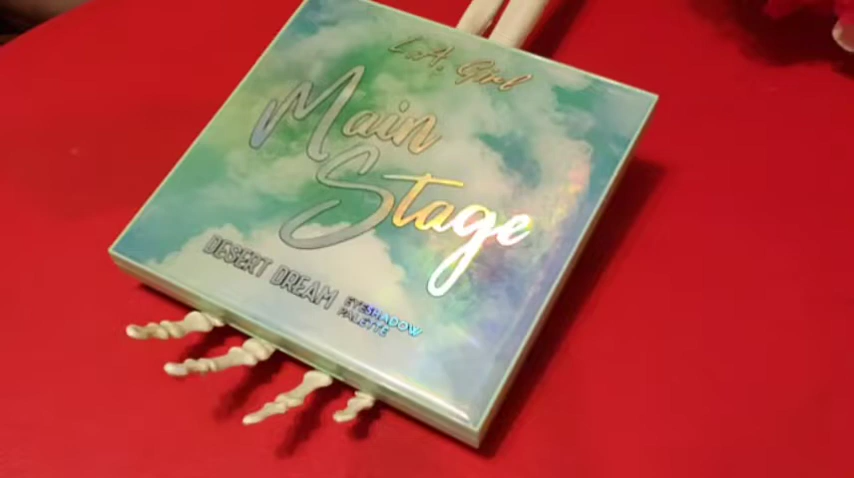 L.A. Girl
Main
Stage
DESERT DREAM EYESHADOW
PALETTE